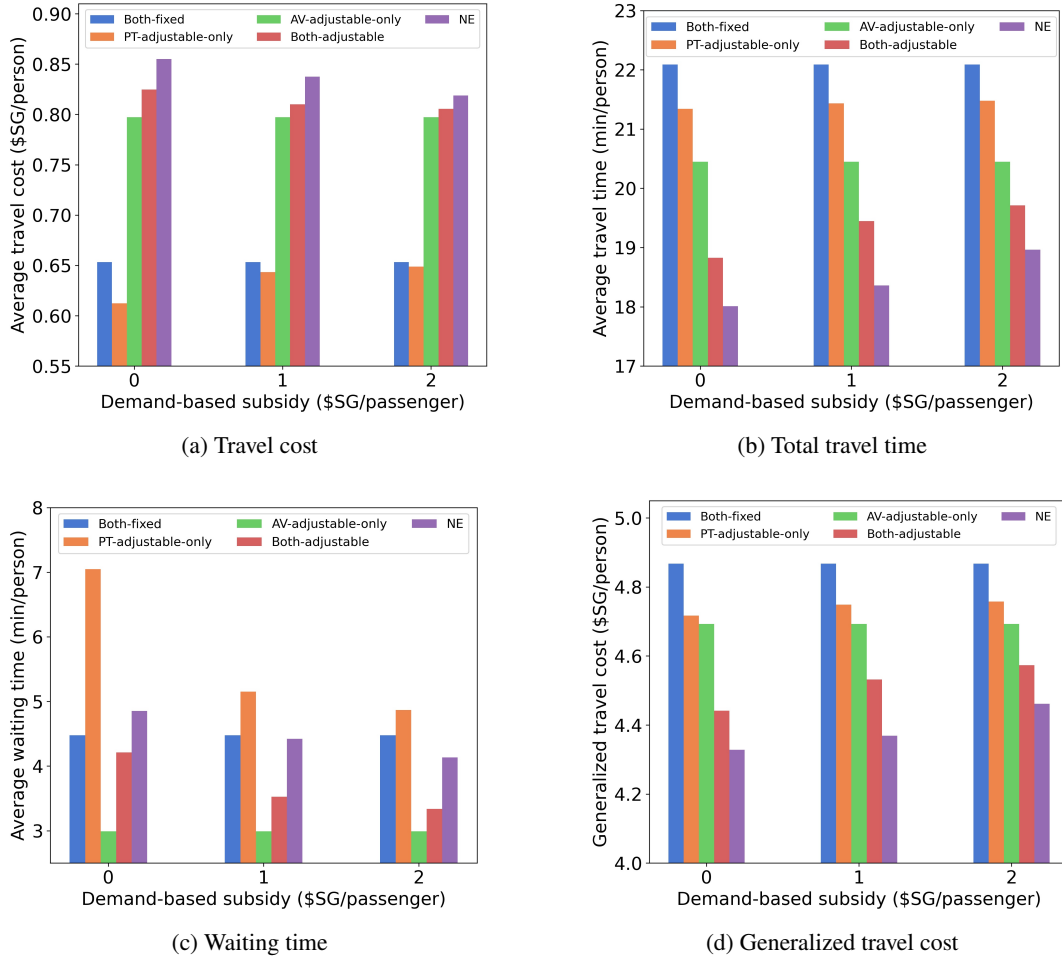 Both-fixed
PT-adjustable-only
AV-adjustable-only
Both-adjustable
NE
Average travel cost ($SG/person)
0.90
0.85
0.80
0.75
0.70
0.65
0.60
0.55
0 1 2
Demand-based subsidy ($SG/passenger)
(a) Travel cost
Both-fixed
PT-adjustable-only
AV-adjustable-only
Both-adjustable
NE
Average travel time (min/person)
23
22
21
20
19
18
17
0 1 2
Demand-based subsidy ($SG/passenger)
(b) Total travel time
Both-fixed
PT-adjustable-only
AV-adjustable-only
Both-adjustable
NE
Average waiting time (min/person)
8
7
6
5
4
3
0 1 2
Demand-based subsidy ($SG/passenger)
(c) Waiting time
Both-fixed
PT-adjustable-only
AV-adjustable-only
Both-adjustable
NE
Generalized travel cost ($SG/person)
5.0
4.8
4.6
4.4
4.2
4.0
0 1 2
Demand-based subsidy ($SG/passenger)
(d) Generalized travel cost